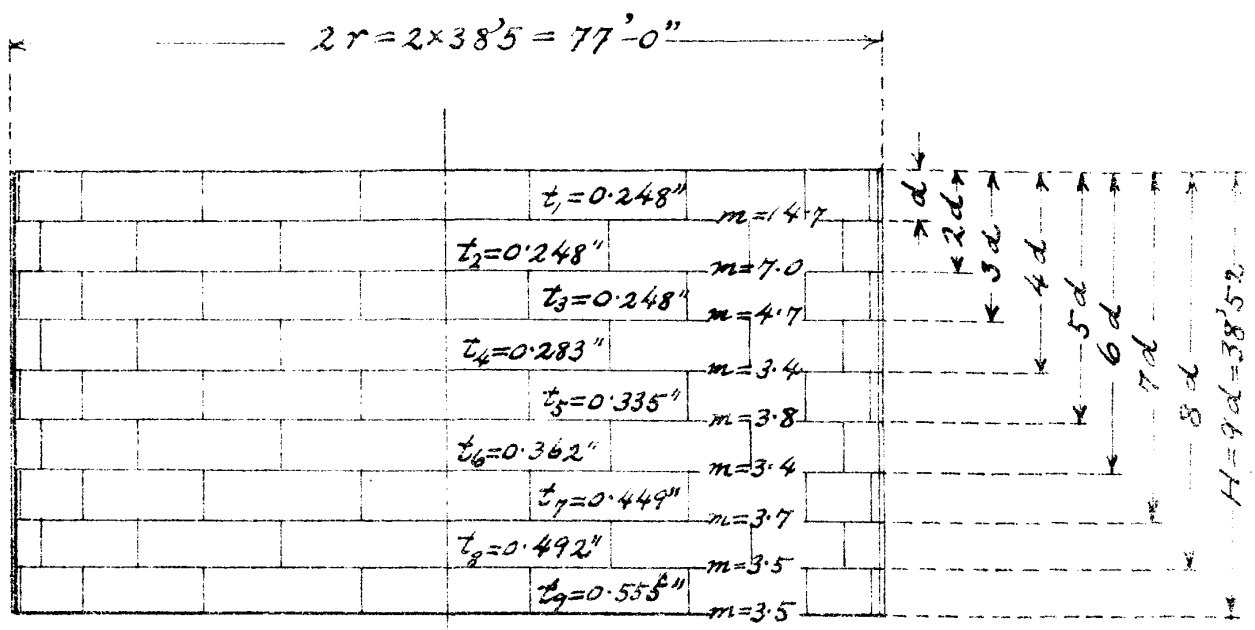 2r = 2×38'5 = 77'-0"
t₁=0·248"
m=14·7
t₂=0·248"
m=7·0
t₃=0·248"
m=4·7
t₄=0·283"
m=3·4
t₅=0·335"
m=3·8
t₆=0·362"
m=3·4
t₇=0·449"
m=3·7
t₈=0·492"
m=3·5
t₉=0·555"
m=3·5
d
2d
3d
4d
5d
6d
7d
8d
H=9d=38'52